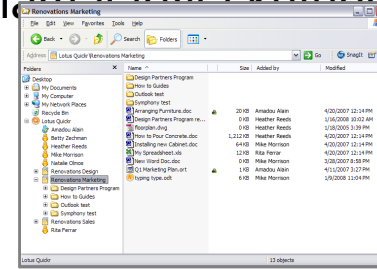 Renovations Marketing
File Edit View Favorites Tools Help
Back Search Folders
Address Lotus Quickr\Renovations Marketing Go SnagIt
Folders Name Size Added by Modified
Desktop
My Documents
My Computer
My Network Places
Recycle Bin
Lotus Quickr
Amadou Alain
Betty Zechman
Heather Reeds
Mike Morrison
Natalie Olmos
Renovations Design
Renovations Marketing
Design Partners Program
How to Guides
Outlook test
Symphony test
Renovations Sales
Rita Ferrar
Design Partners Program
How to Guides
Outlook test
Symphony test
Arranging Furniture.doc 20 KB Amadou Alain 4/20/2007 12:14 PM
Design Partners Program re... 0 KB Heather Reeds 1/16/2008 10:02 AM
floorplan.dwg 0 KB Heather Reeds 1/18/2005 3:39 PM
How to Pour Concrete.doc 1,212 KB Heather Reeds 4/20/2007 12:14 PM
Installing new Cabinet.doc 64 KB Mike Morrison 4/20/2007 12:14 PM
My Spreadsheet.xls 12 KB Rita Ferrar 4/20/2007 12:14 PM
New Word Doc.doc 0 KB Mike Morrison 3/28/2007 8:58 PM
Q1 Marketing Plan.ort 1 KB Amadou Alain 4/11/2007 3:27 PM
typing type.odt 6 KB Mike Morrison 1/9/2008 11:04 PM
Lotus Quickr 13 objects